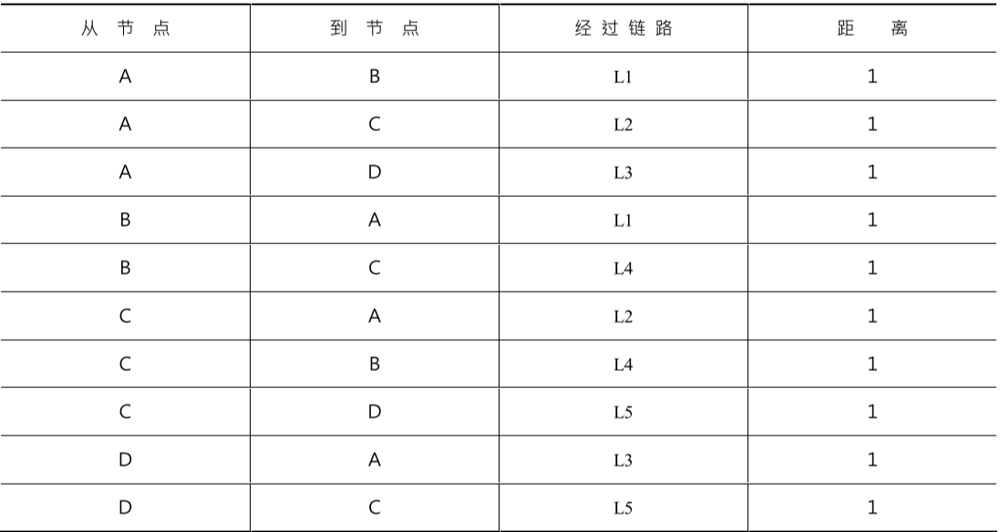 从 节 点 到 节 点 经 过 链 路 距 离
A B L1 1
A C L2 1
A D L3 1
B A L1 1
B C L4 1
C A L2 1
C B L4 1
C D L5 1
D A L3 1
D C L5 1